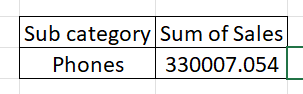 Sub category Sum of Sales
Phones 330007.054